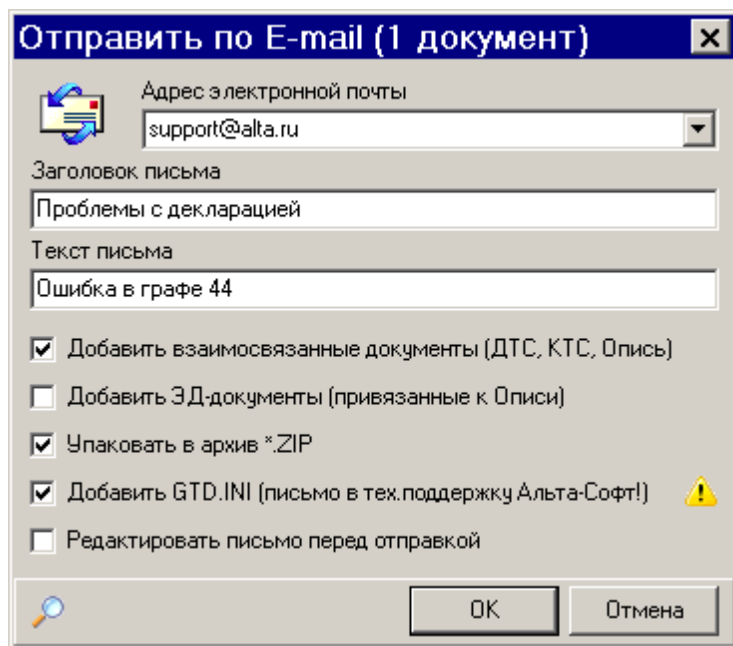 Отправить по E-mail (1 документ)
Адрес электронной почты
support@alta.ru
Заголовок письма
Проблемы с декларацией
Текст письма
Ошибка в графе 44
Добавить взаимосвязанные документы (ДТС, КТС, Опись)
Добавить ЭД-документы (привязанные к Описи)
Упаковать в архив *.ZIP
Добавить GTD.INI (письмо в тех.поддержку Альта-Софт!)
Редактировать письмо перед отправкой
OK Отмена